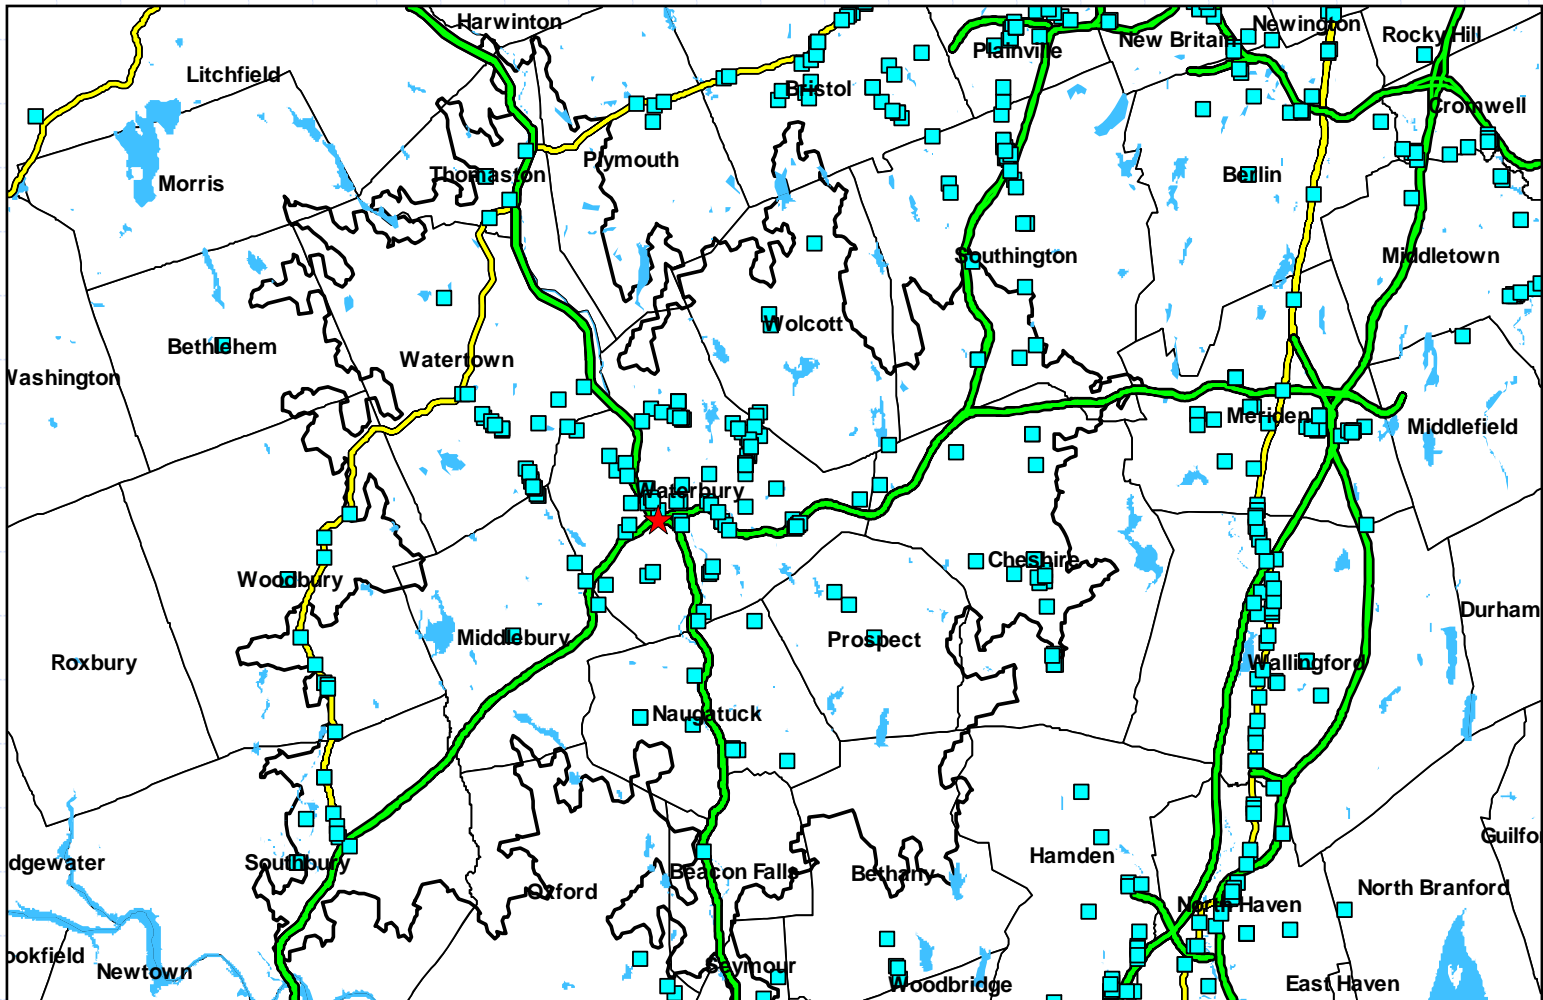 Harwinton
Newington
Rocky Hill
New Britain
Plainville
Litchfield
Bristol
Cromwell
Plymouth
Thomaston
Berlin
Morris
Southington
Middletown
Wolcott
Bethlehem
Watertown
Washington
Meriden
Middlefield
Waterbury
Cheshire
Woodbury
Durham
Middlebury
Prospect
Roxbury
Wallingford
Naugatuck
Guilfo
Hamden
dgewater
Southbury
Beacon Falls
Bethany
Oxford
North Branford
North Haven
ookfield
Newtown
Seymour
Woodbridge
East Haven